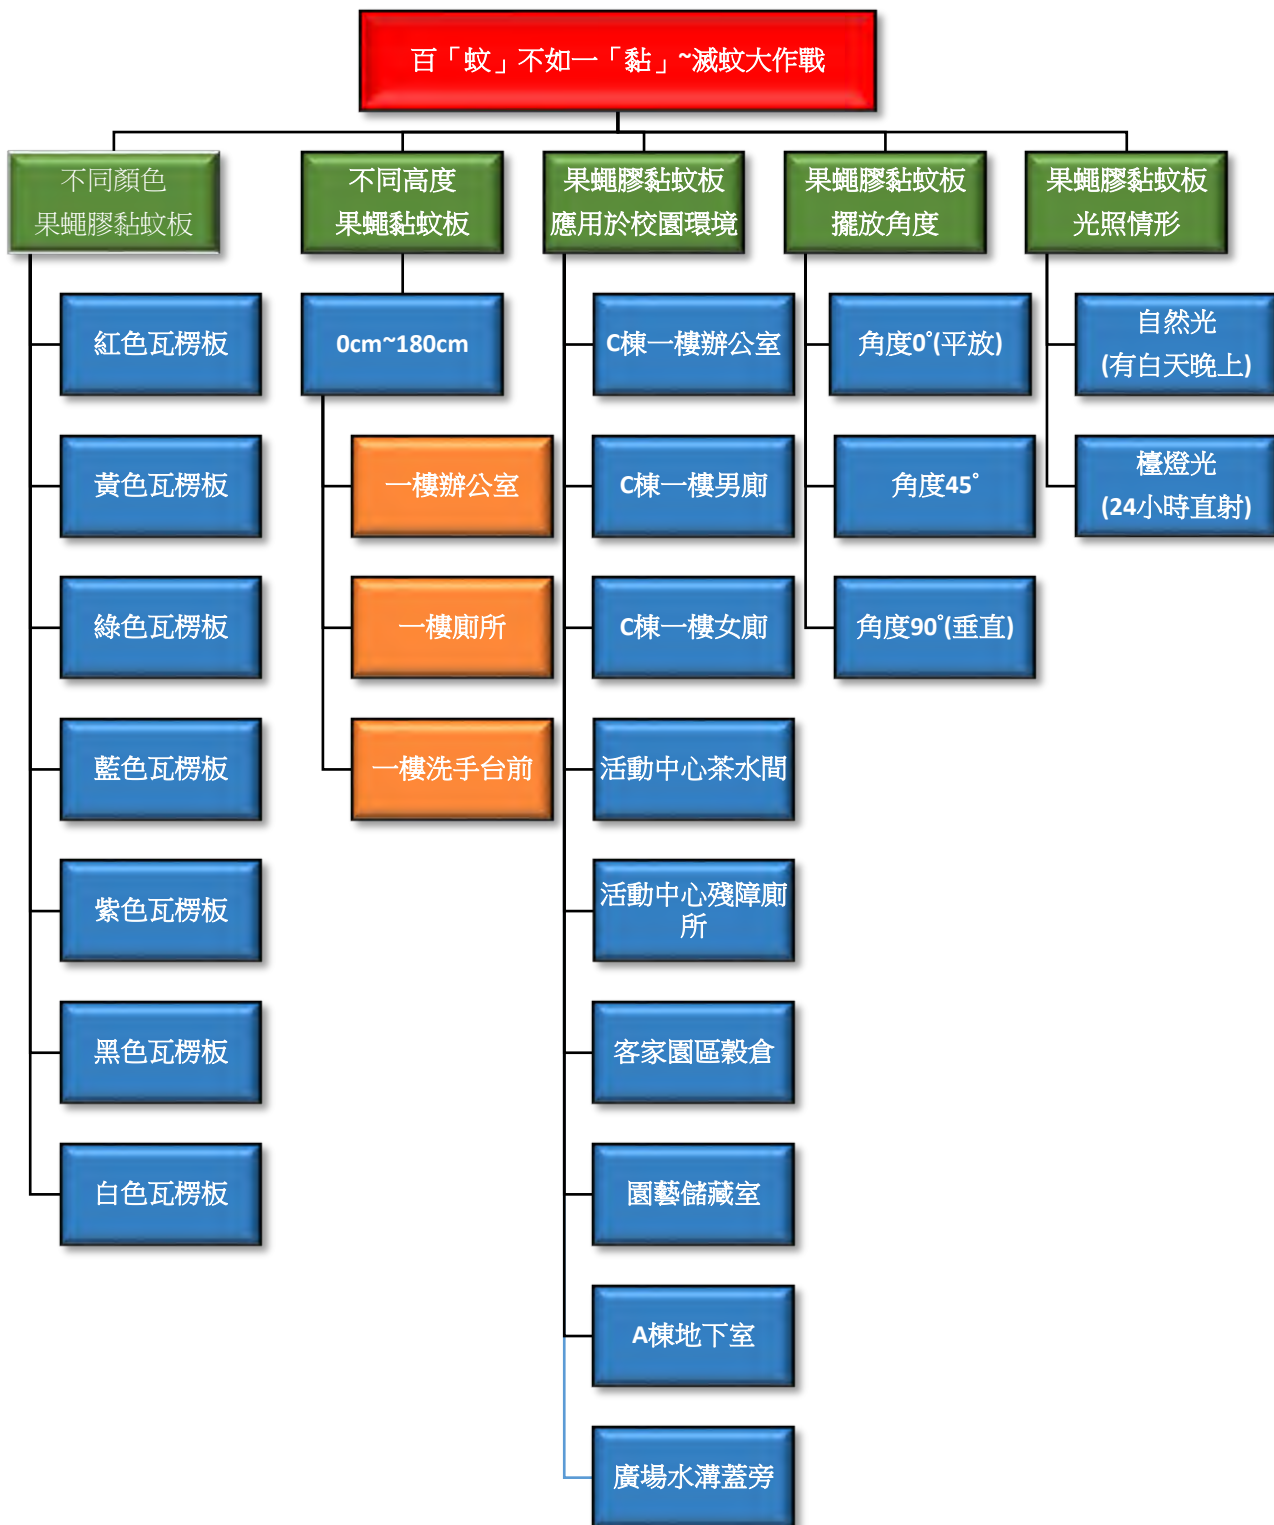 百「蚊」不如一「黏」~滅蚊大作戰
不同顏色
果蠅膠黏蚊板
紅色瓦楞板
黃色瓦楞板
綠色瓦楞板
藍色瓦楞板
紫色瓦楞板
黑色瓦楞板
白色瓦楞板
不同高度
果蠅黏蚊板
0cm~180cm
一樓辦公室
一樓廁所
一樓洗手台前
果蠅膠黏蚊板
應用於校園環境
C棟一樓辦公室
C棟一樓男廁
C棟一樓女廁
活動中心茶水間
活動中心殘障廁
所
客家園區穀倉
園藝儲藏室
A棟地下室
廣場水溝蓋旁
果蠅膠黏蚊板
擺放角度
角度0°(平放)
角度45°
角度90°(垂直)
果蠅膠黏蚊板
光照情形
自然光
(有白天晚上)
檯燈光
(24小時直射)